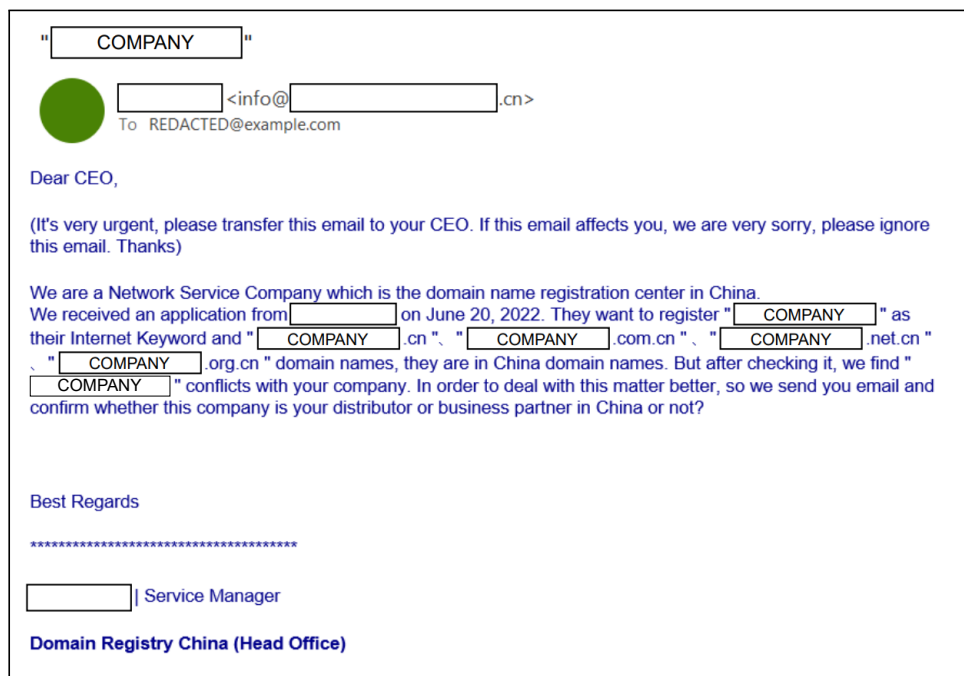 "COMPANY"
<info@ .cn>
To REDACTED@example.com
Dear CEO,
(It's very urgent, please transfer this email to your CEO. If this email affects you, we are very sorry, please ignore
this email. Thanks)
We are a Network Service Company which is the domain name registration center in China.
We received an application from on June 20, 2022. They want to register " COMPANY " as
their Internet Keyword and " COMPANY .cn "、" COMPANY .com.cn " 、" COMPANY .net.cn "
、" COMPANY .org.cn " domain names, they are in China domain names. But after checking it, we find "
COMPANY " conflicts with your company. In order to deal with this matter better, so we send you email and
confirm whether this company is your distributor or business partner in China or not?
Best Regards
**************************************
| Service Manager
Domain Registry China (Head Office)